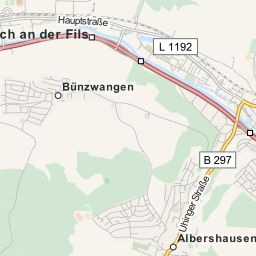 Hauptstraße
ch an der Fils
L 1192
Bünzwangen
B 297
Uhinger Straße
Albershausen